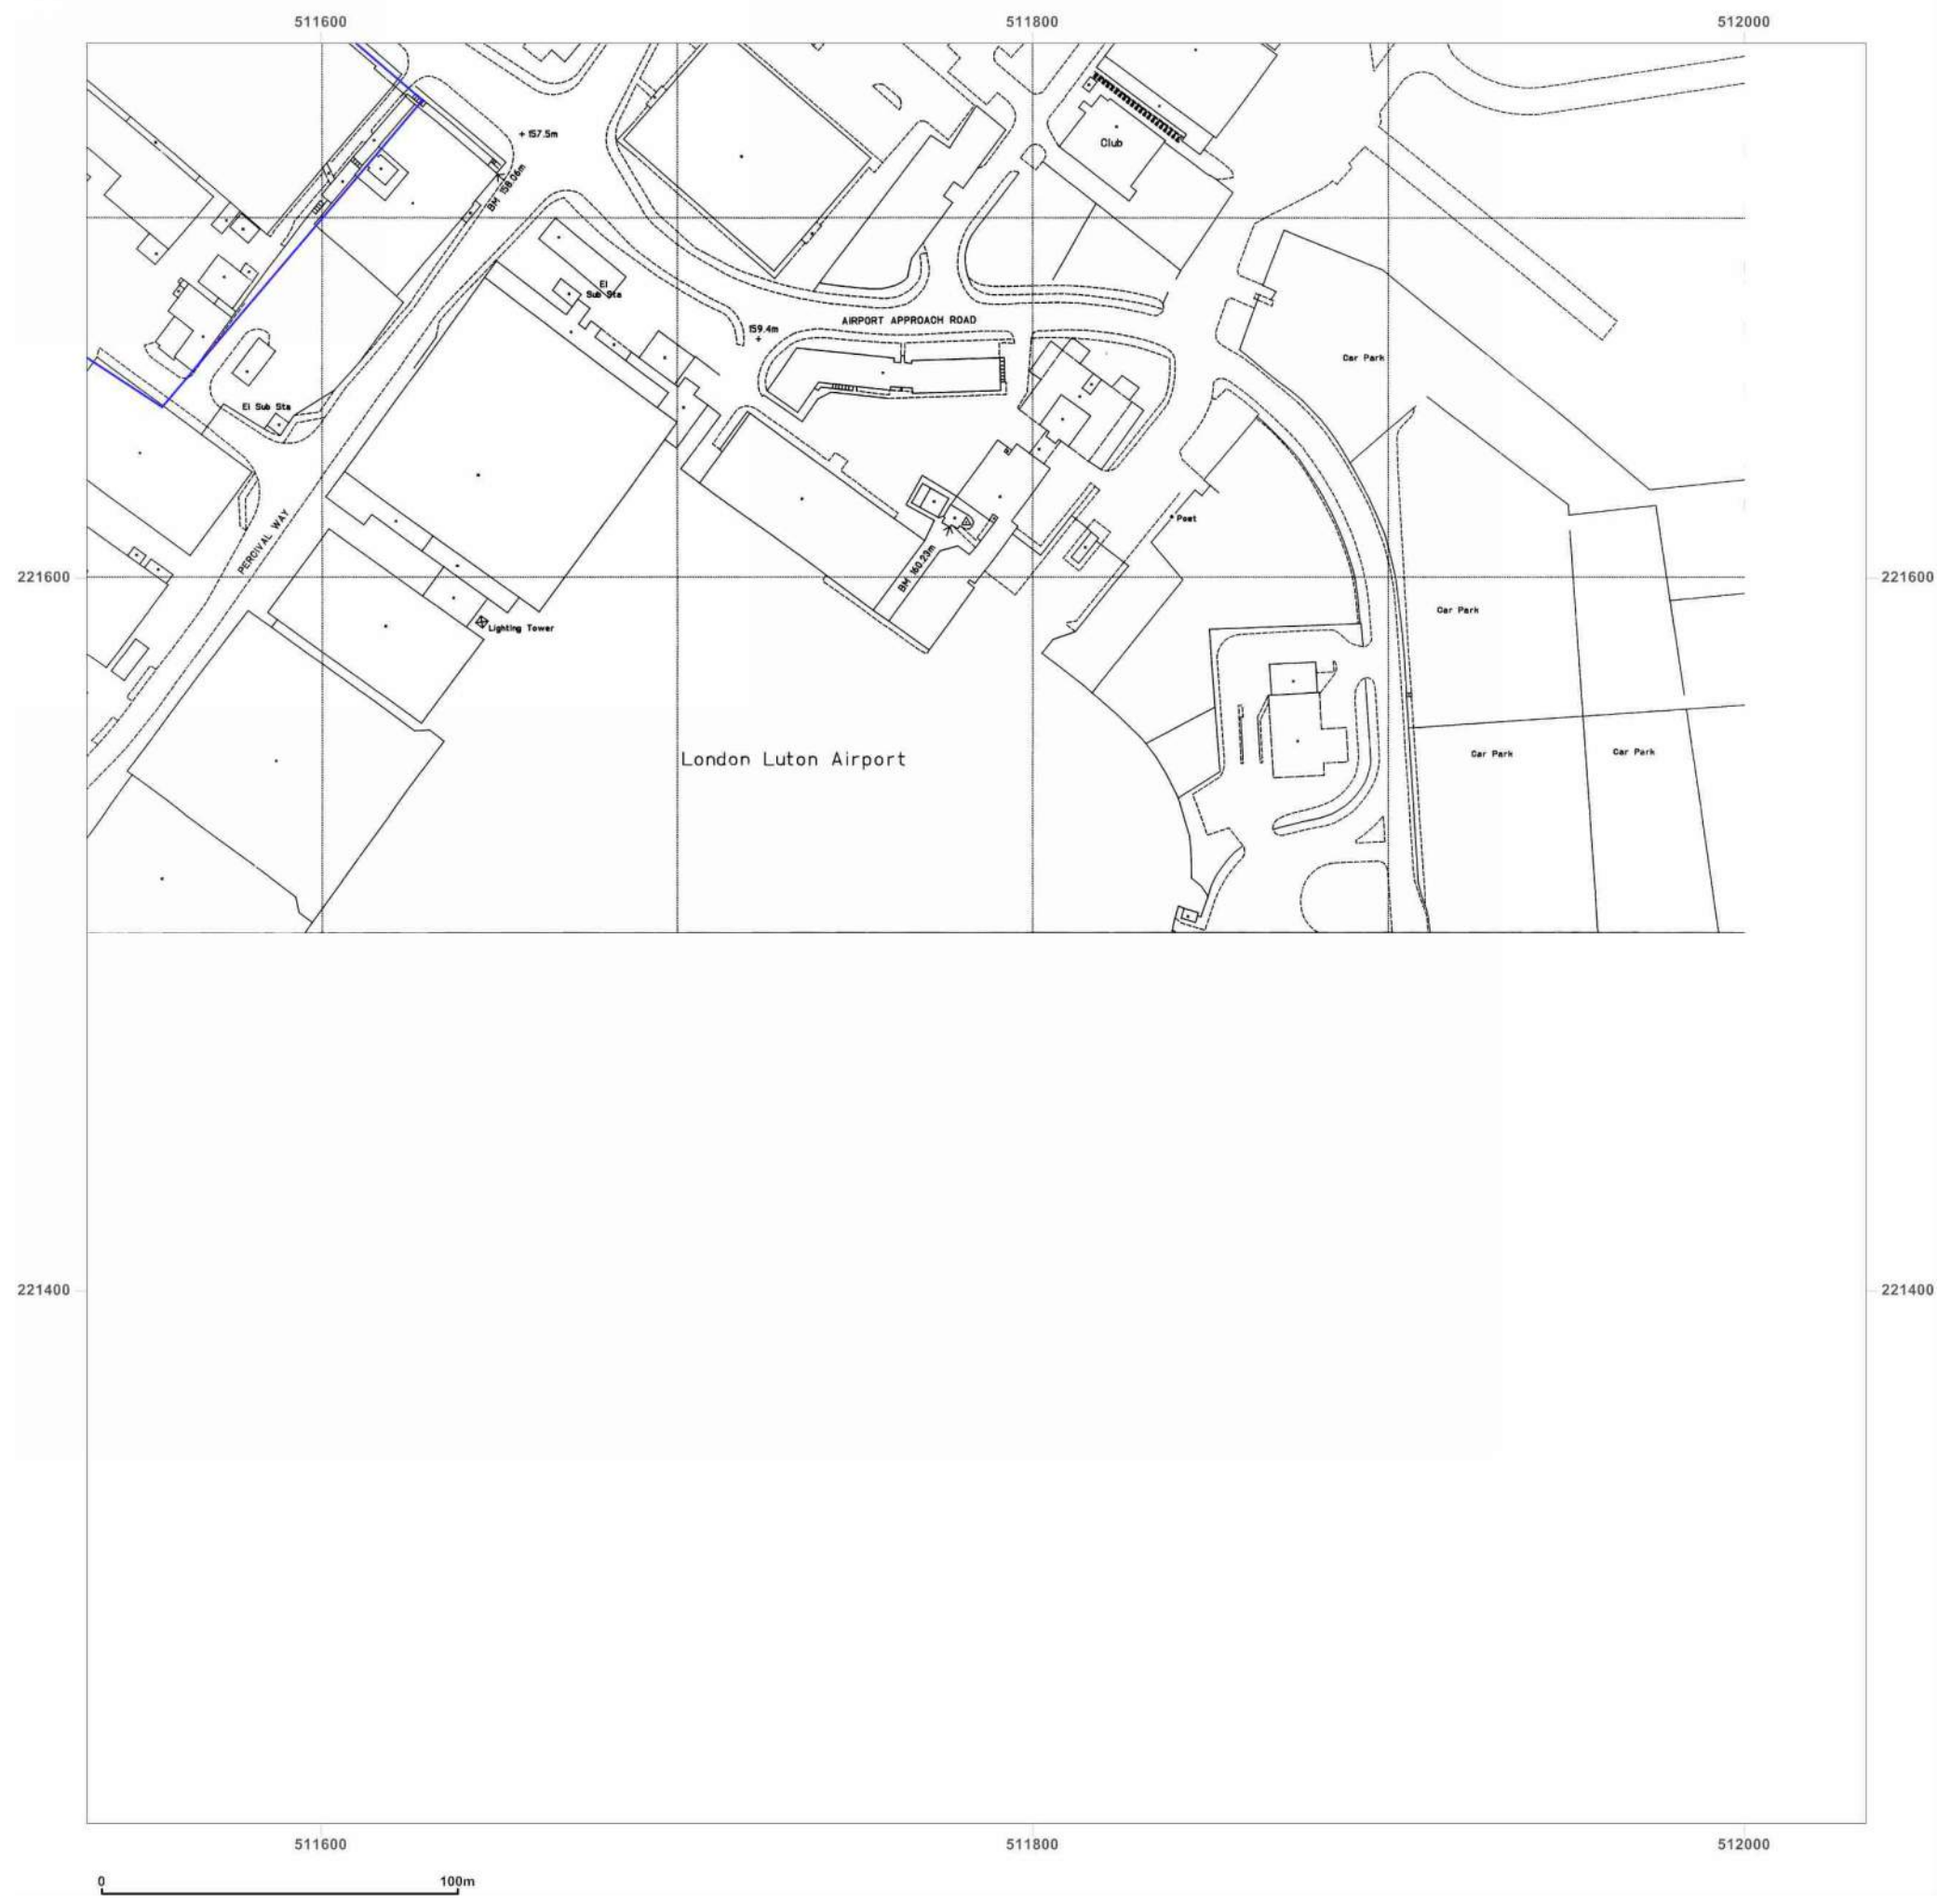 511600
511800
512000
+ 157.5m
BM 158.06m
Club
El
Sub Sta
AIRPORT APPROACH ROAD
159.4m
+
Car Park
El Sub Sta
PERCIVAL WAY
Post
BM 160.23m
221600
221600
Car Park
Lighting Tower
London Luton Airport
Car Park
Car Park
221400
221400
511600
511800
512000
0
100m